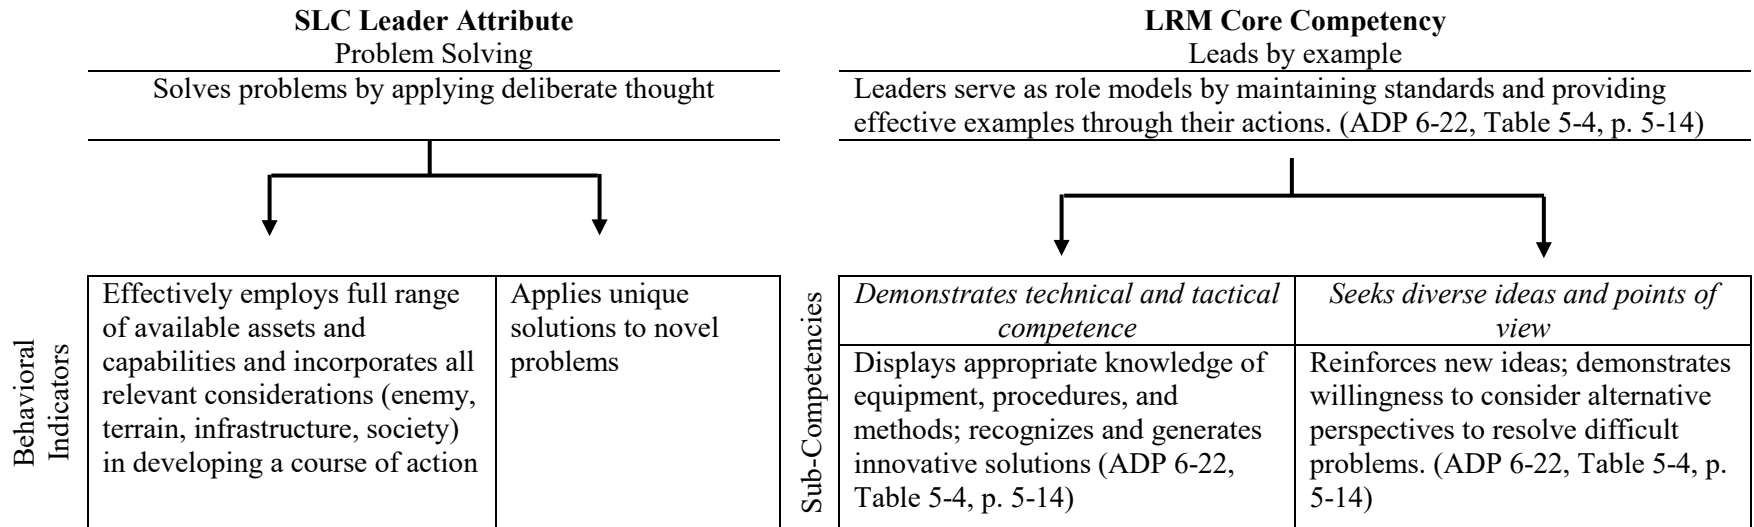 SLC Leader Attribute
Problem Solving
Solves problems by applying deliberate thought
Behavioral
Indicators
Effectively employs full range
of available assets and
capabilities and incorporates all
relevant considerations (enemy,
terrain, infrastructure, society)
in developing a course of action
Applies unique
solutions to novel
problems
LRM Core Competency
Leads by example
Leaders serve as role models by maintaining standards and providing
effective examples through their actions. (ADP 6-22, Table 5-4, p. 5-14)
Sub-Competencies
Demonstrates technical and tactical
competence
Displays appropriate knowledge of
equipment, procedures, and
methods; recognizes and generates
innovative solutions (ADP 6-22,
Table 5-4, p. 5-14)
Seeks diverse ideas and points of
view
Reinforces new ideas; demonstrates
willingness to consider alternative
perspectives to resolve difficult
problems. (ADP 6-22, Table 5-4, p.
5-14)